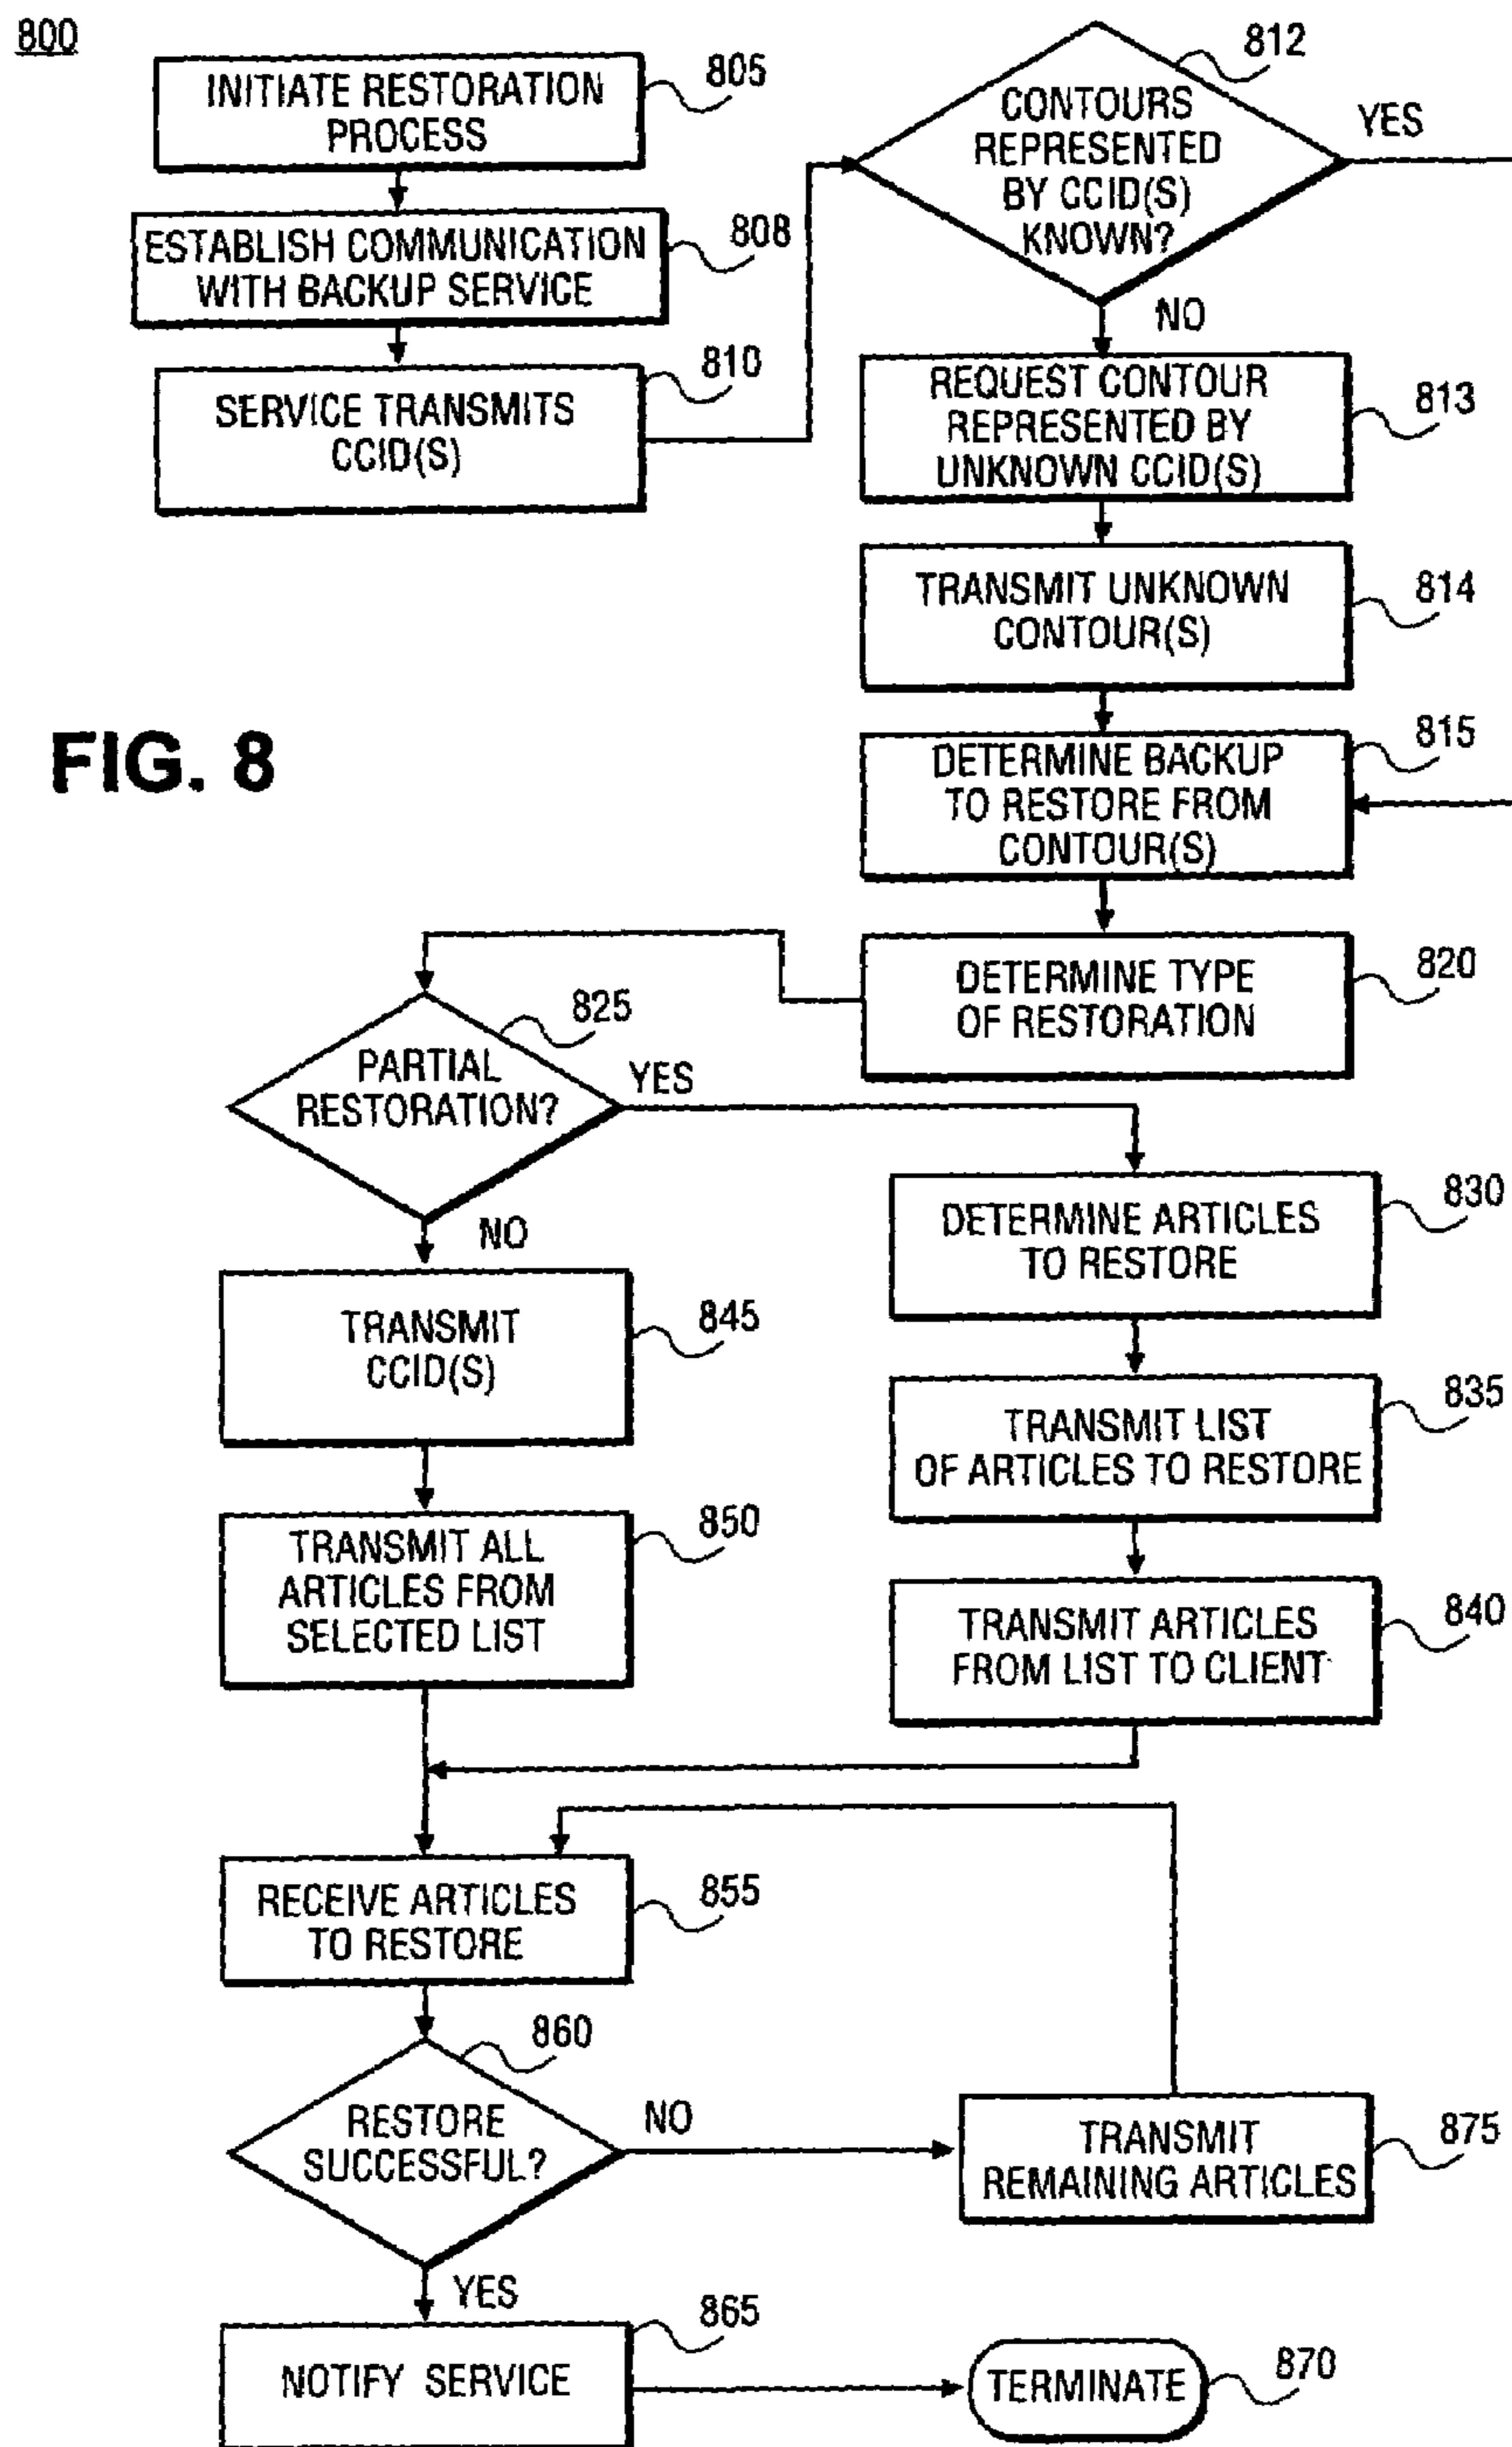 800
INITIATE RESTORATION
PROCESS
805
ESTABLISH COMMUNICATION
WITH BACKUP SERVICE
808
SERVICE TRANSMITS
CCID(S)
810
CONTOURS
REPRESENTED
BY CCID(S)
KNOWN?
812
YES
NO
REQUEST CONTOUR
REPRESENTED BY
UNKNOWN CCID(S)
813
TRANSMIT UNKNOWN
CONTOUR(S)
814
FIG. 8
DETERMINE BACKUP
TO RESTORE FROM
CONTOUR(S)
815
DETERMINE TYPE
OF RESTORATION
820
PARTIAL
RESTORATION?
825
YES
NO
DETERMINE ARTICLES
TO RESTORE
830
TRANSMIT
CCID(S)
845
TRANSMIT LIST
OF ARTICLES TO RESTORE
835
TRANSMIT ALL
ARTICLES FROM
SELECTED LIST
850
TRANSMIT ARTICLES
FROM LIST TO CLIENT
840
RECEIVE ARTICLES
TO RESTORE
855
RESTORE
SUCCESSFUL?
860
NO
YES
TRANSMIT
REMAINING ARTICLES
875
NOTIFY SERVICE
865
TERMINATE
870